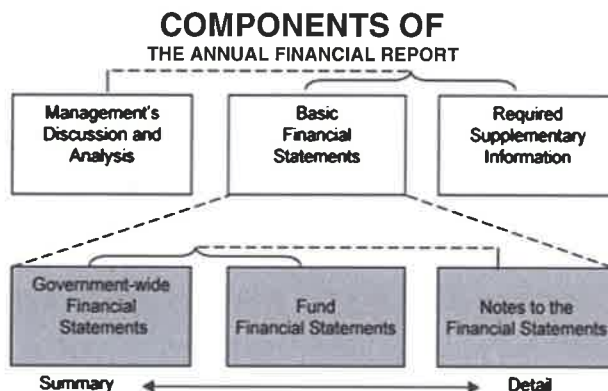 COMPONENTS OF
THE ANNUAL FINANCIAL REPORT
Management's
Discussion and
Analysis
Basic
Financial
Statements
Required
Supplementary
Information
Government-wide
Financial
Statements
Fund
Financial Statements
Notes to the
Financial Statements
Summary
Detail